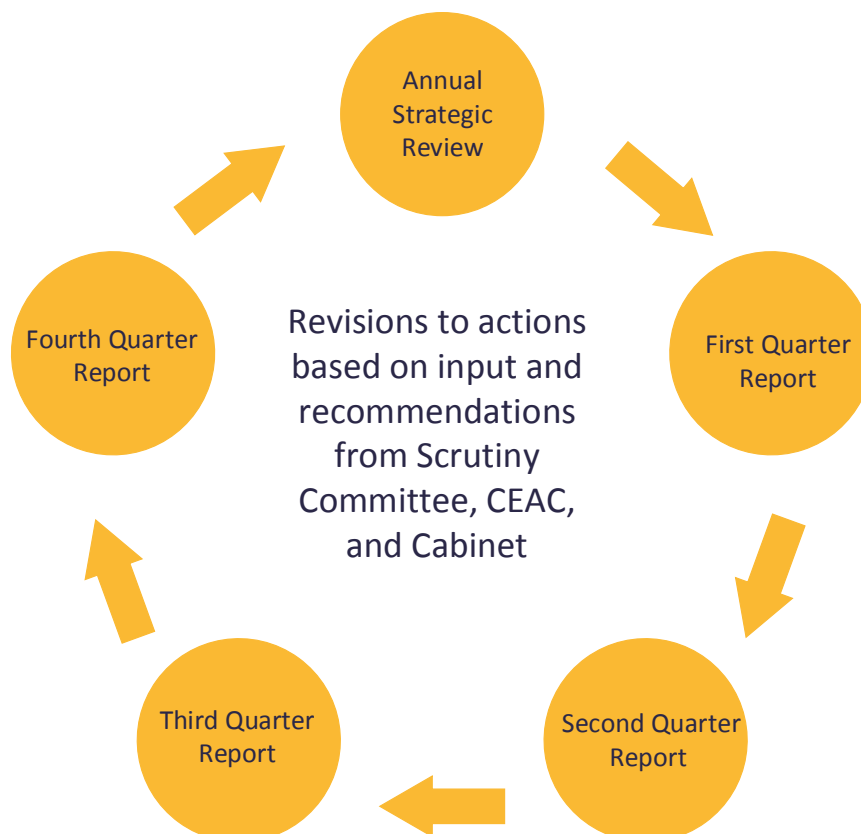 Annual
Strategic
Review
Fourth Quarter
Report
First Quarter
Report
Revisions to actions
based on input and
recommendations
from Scrutiny
Committee, CEAC,
and Cabinet
Third Quarter
Report
Second Quarter
Report